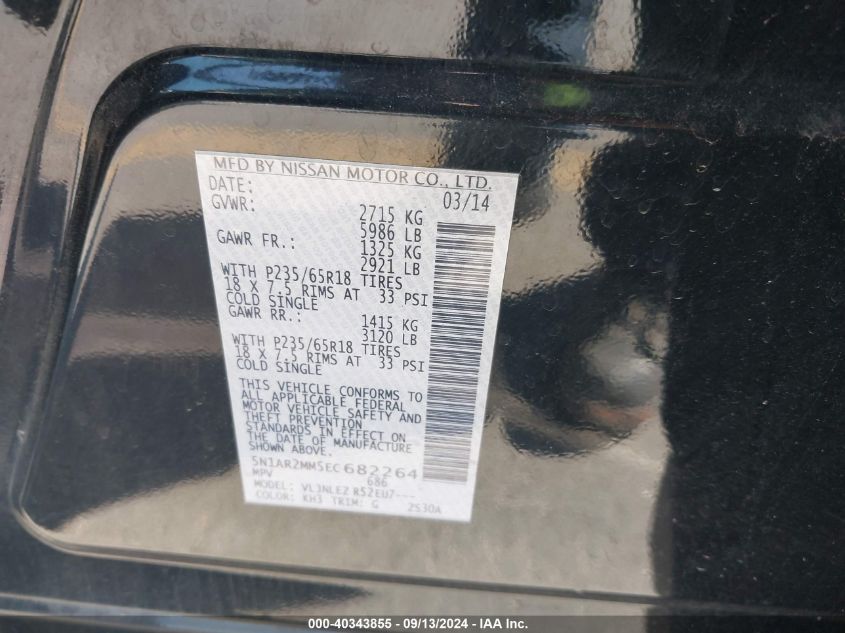 MFD BY NISSAN MOTOR CO., LTD.
DATE: 03/14
GVWR: 2715 KG
5986 LB
GAWR FR.: 1325 KG
2921 LB
WITH P235/65R18 TIRES
18 X 7.5 RIMS AT 33 PSI
COLD SINGLE
GAWR RR.: 1415 KG
3120 LB
WITH P235/65R18 TIRES
18 X 7.5 RIMS AT 33 PSI
COLD SINGLE
THIS VEHICLE CONFORMS TO
ALL APPLICABLE FEDERAL
MOTOR VEHICLE SAFETY AND
THEFT PREVENTION
STANDARDS IN EFFECT ON
THE DATE OF MANUFACTURE
SHOWN ABOVE.
5N1AR2MM5EC682264
MPV 686
MODEL: VLJNLEZ R52EU7---
COLOR: KH3 TRIM: G 2S30A
000-40343855 / 09/13/2024 - IAA Inc.